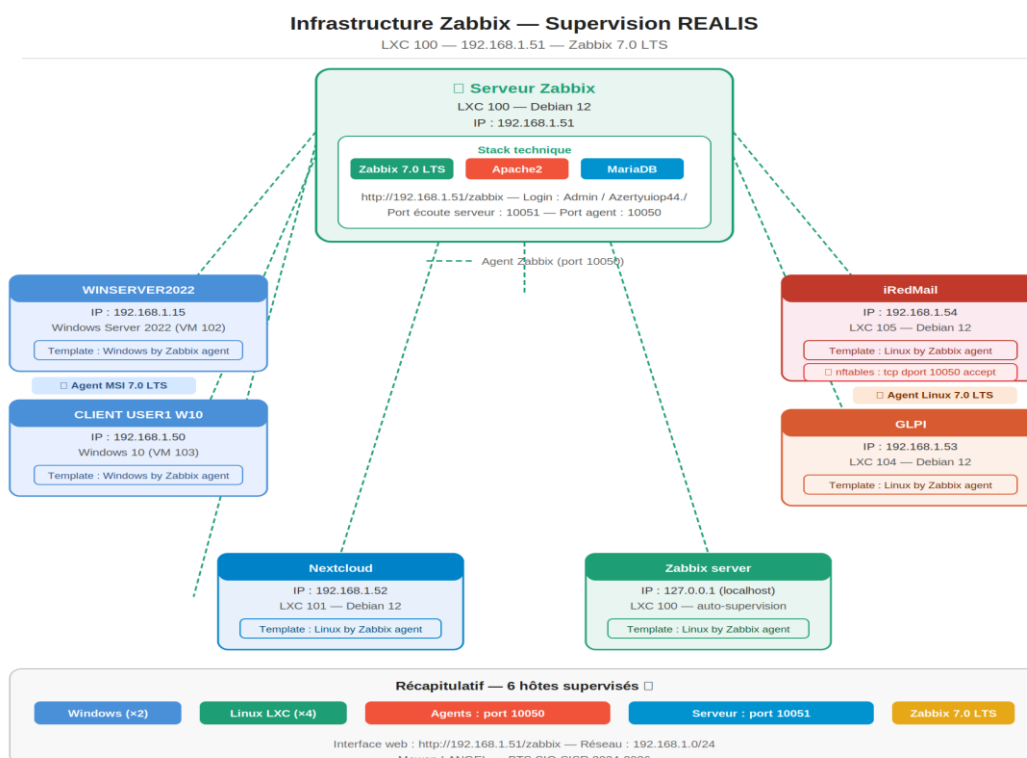 Infrastructure Zabbix — Supervision REALIS
LXC 100 — 192.168.1.51 — Zabbix 7.0 LTS
Serveur Zabbix
LXC 100 — Debian 12
IP : 192.168.1.51
Stack technique
Zabbix 7.0 LTS
Apache2
MariaDB
http://192.168.1.51/zabbix — Login : Admin / Azertyuiop44./
Port écoute serveur : 10051 — Port agent : 10050
Agent Zabbix (port 10050)
WINSERVER2022
IP : 192.168.1.15
Windows Server 2022 (VM 102)
Template : Windows by Zabbix agent
Agent MSI 7.0 LTS
CLIENT USER1 W10
IP : 192.168.1.50
Windows 10 (VM 103)
Template : Windows by Zabbix agent
iRedMail
IP : 192.168.1.54
LXC 105 — Debian 12
Template : Linux by Zabbix agent
nftables : tcp dport 10050 accept
Agent Linux 7.0 LTS
GLPI
IP : 192.168.1.53
LXC 104 — Debian 12
Template : Linux by Zabbix agent
Nextcloud
IP : 192.168.1.52
LXC 101 — Debian 12
Template : Linux by Zabbix agent
Zabbix server
IP : 127.0.0.1 (localhost)
LXC 100 — auto-supervision
Template : Linux by Zabbix agent
Récapitulatif — 6 hôtes supervisés
Windows (×2)
Linux LXC (×4)
Agents : port 10050
Serveur : port 10051
Zabbix 7.0 LTS
Interface web : http://192.168.1.51/zabbix — Réseau : 192.168.1.0/24